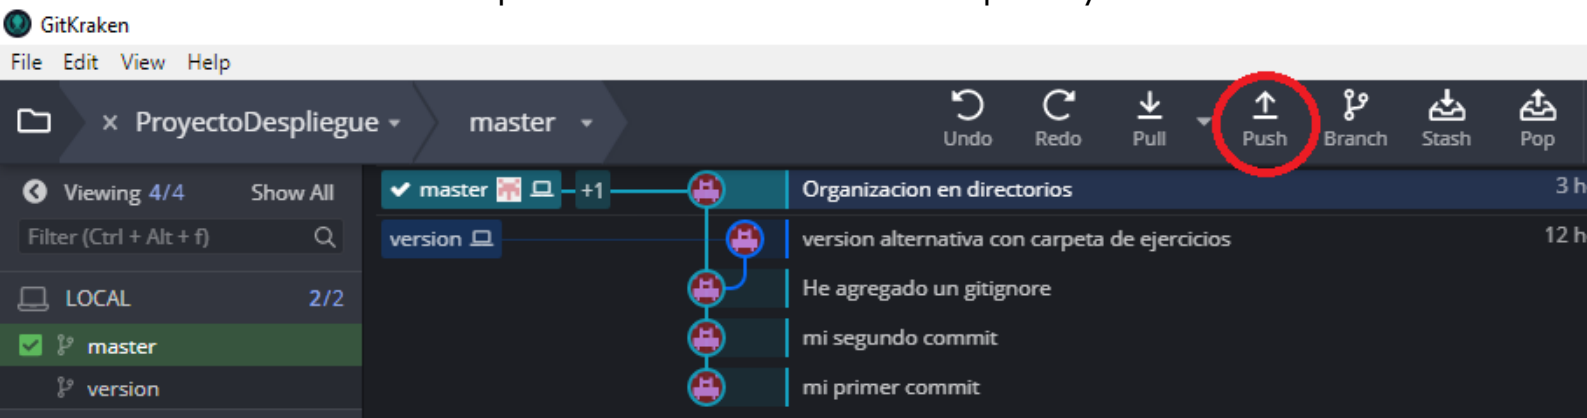 GitKraken
File Edit View Help
ProyectoDespliegue master
Undo Redo Pull Push Branch Stash Pop
Viewing 4/4 Show All
Filter (Ctrl + Alt + f)
LOCAL 2/2
master
version
master +1 Organizacion en directorios 3 h
version version alternativa con carpeta de ejercicios 12 h
He agregado un gitignore
mi segundo commit
mi primer commit